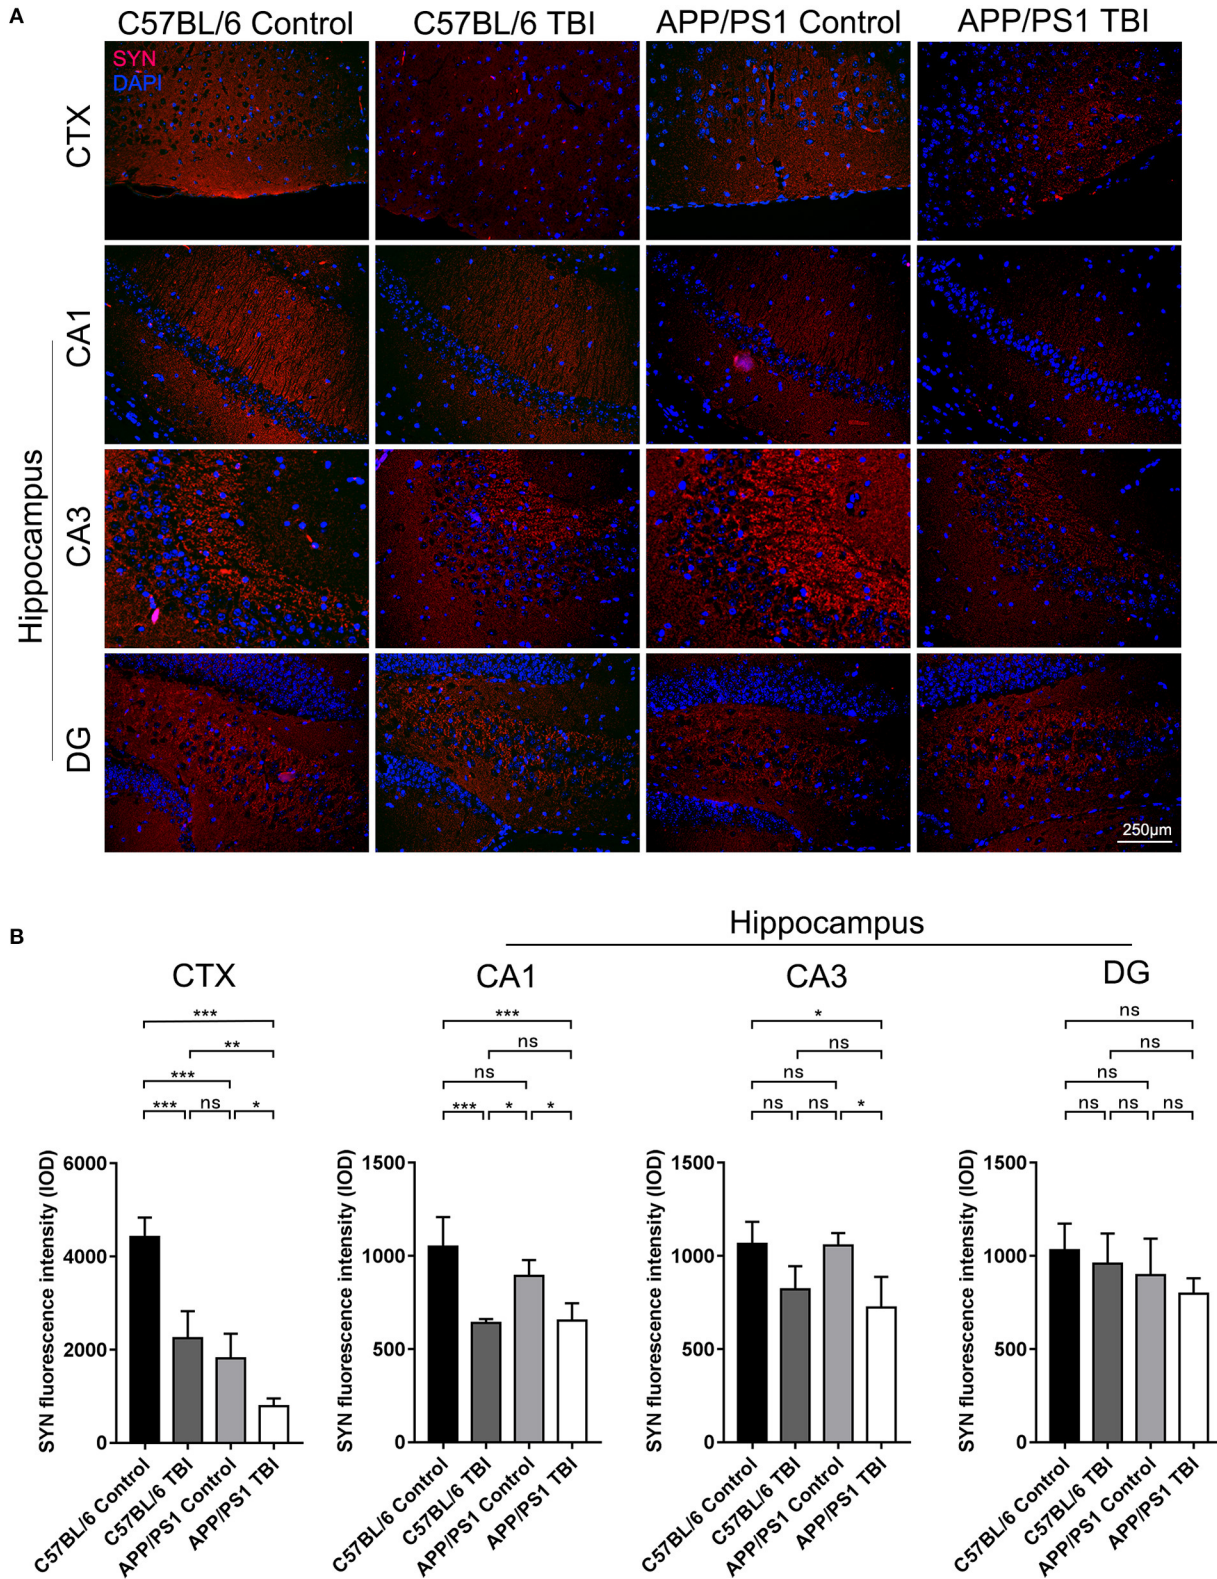 A
C57BL/6 Control C57BL/6 TBI APP/PS1 Control APP/PS1 TBI
SYN
DAPI
CTX
CA1
CA3
DG
Hippocampus
250μm
B
Hippocampus
CTX CA1 CA3 DG
*** *** * ns
** ns ns ns
*** ns ns ns
*** ns * *** * * ns ns * ns ns ns
SYN fluorescence intensity (IOD)
6000
4000
2000
0
C57BL/6 Control
C57BL/6 TBI
APP/PS1 Control
APP/PS1 TBI
SYN fluorescence intensity (IOD)
1500
1000
500
0
C57BL/6 Control
C57BL/6 TBI
APP/PS1 Control
APP/PS1 TBI
SYN fluorescence intensity (IOD)
1500
1000
500
0
C57BL/6 Control
C57BL/6 TBI
APP/PS1 Control
APP/PS1 TBI
SYN fluorescence intensity (IOD)
1500
1000
500
0
C57BL/6 Control
C57BL/6 TBI
APP/PS1 Control
APP/PS1 TBI